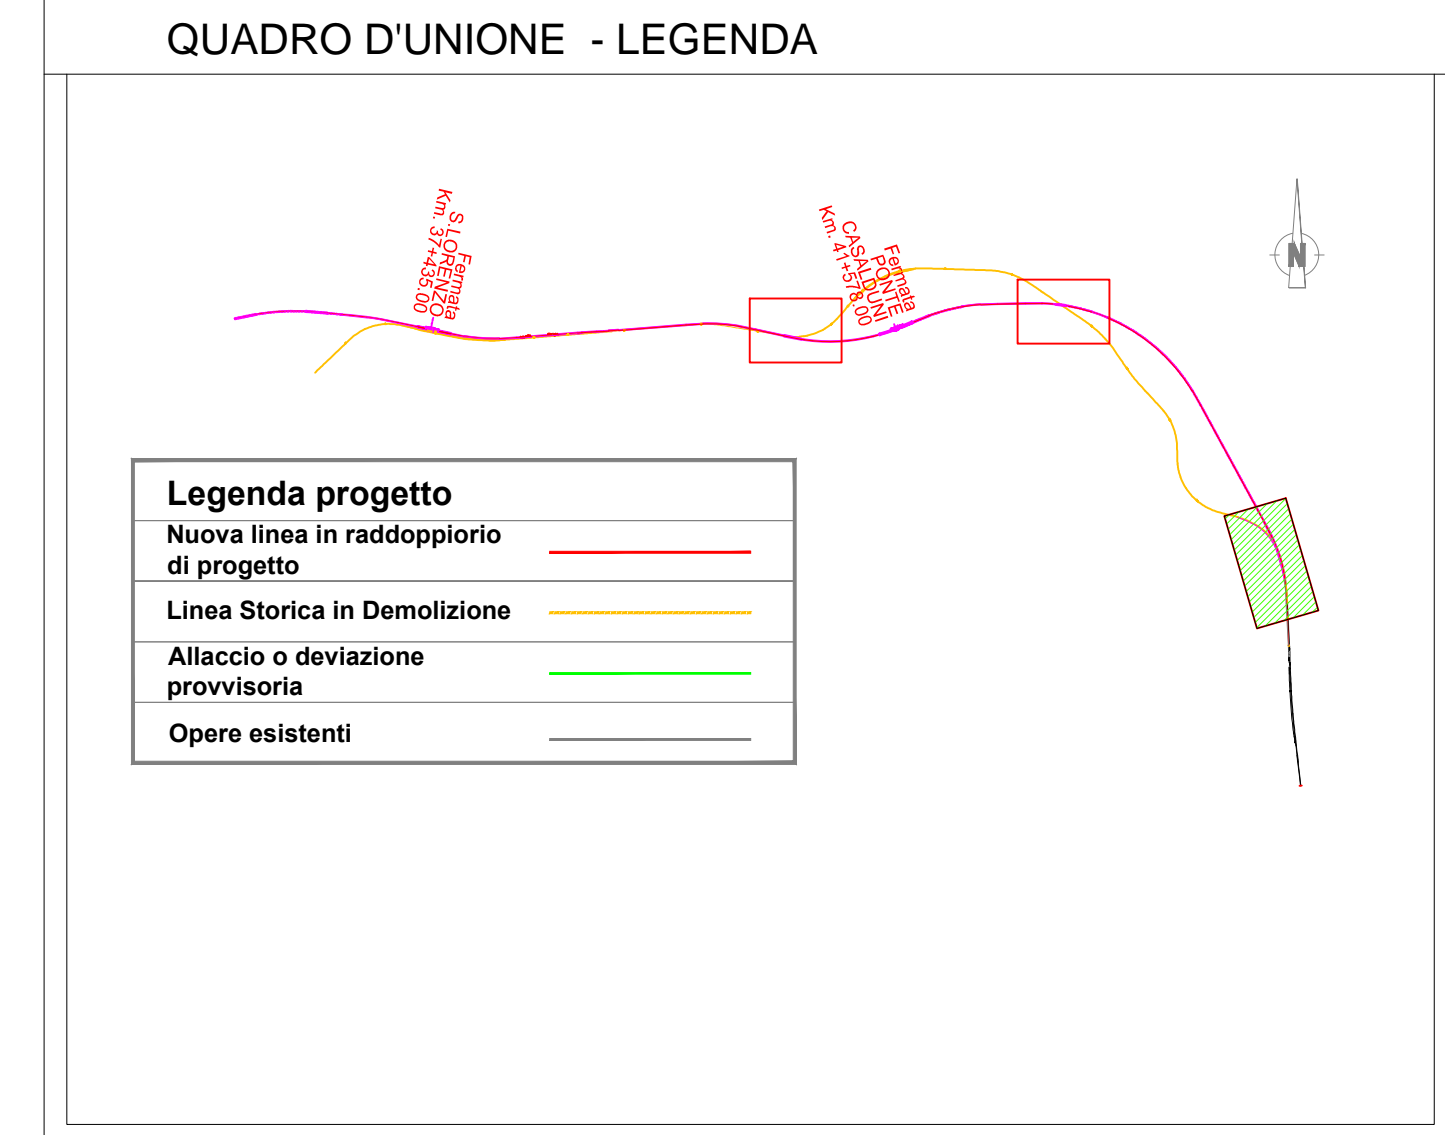 QUADRO D'UNIONE - LEGENDA
Fermata
S.LORENZO
Km. 37+435.00
Fermata
PONTE
CASALDUNI
Km. 41+578.00
N
Legenda progetto
Nuova linea in raddoppiorio
di progetto
Linea Storica in Demolizione
Allaccio o deviazione
provvisoria
Opere esistenti